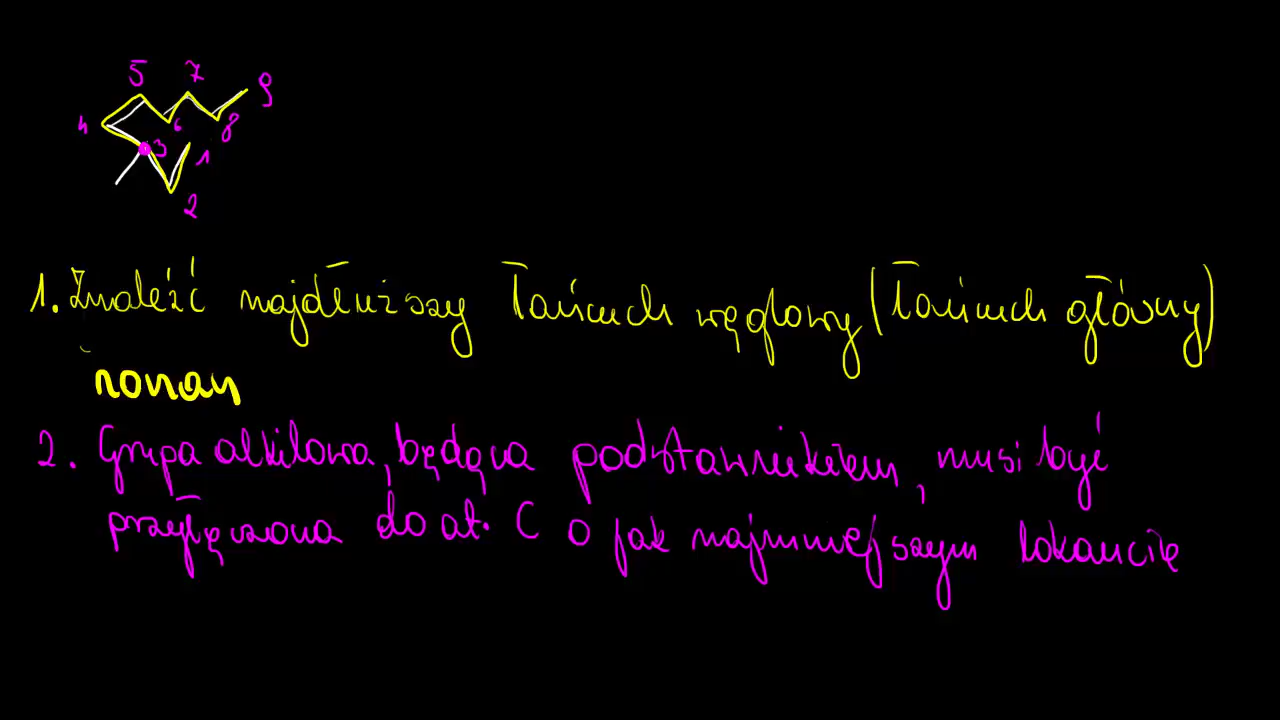 5 7 9
4 6 8
3 1
2
1. Znaleźć najdłuższy łańcuch węglowy (łańcuch główny)
nonan
2. Grupa alkilowa, będąca podstawnikiem, musi być
przyłączona do at. C o jak najmniejszym lokancie